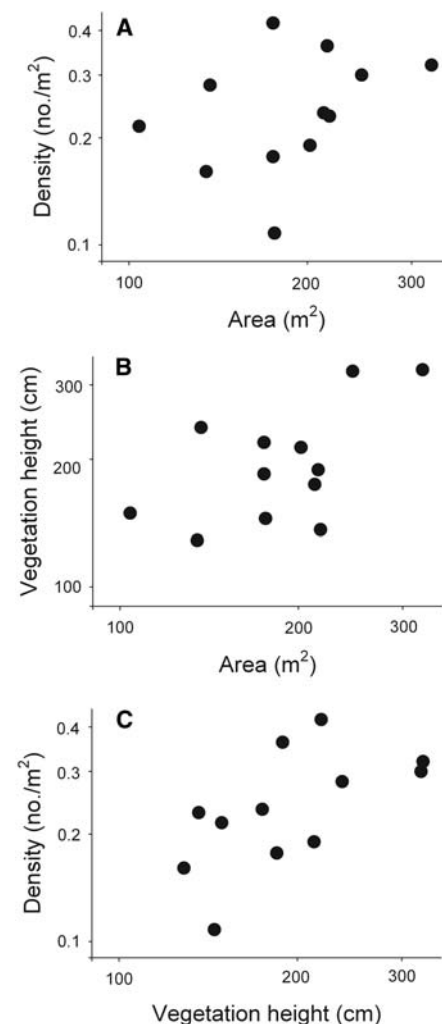 A
Density (no./m²)
0.4
0.3
0.2
0.1
100 200 300
Area (m²)
B
Vegetation height (cm)
300
200
100
100 200 300
Area (m²)
C
Density (no./m²)
0.4
0.3
0.2
0.1
100 200 300
Vegetation height (cm)